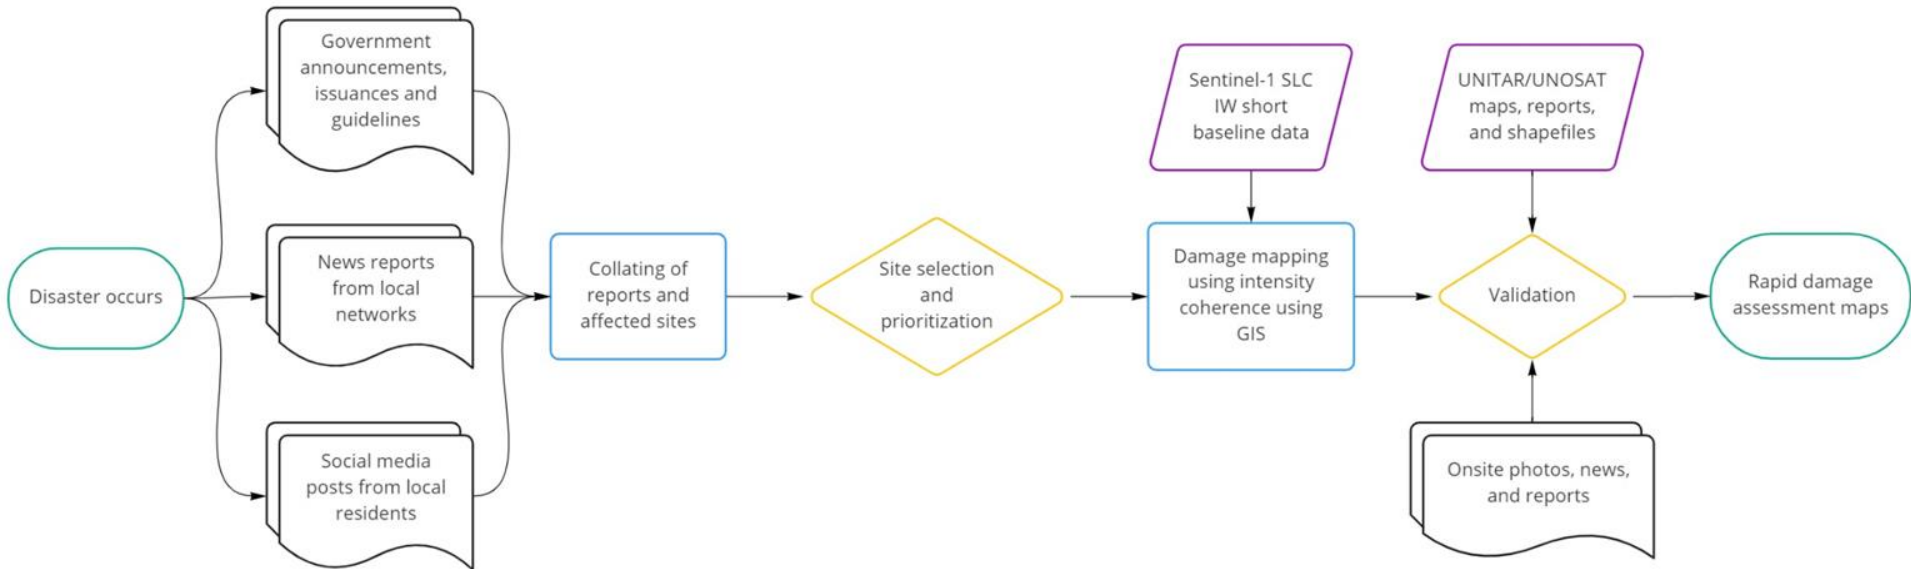 Disaster occurs
Government
announcements,
issuances and
guidelines
News reports
from local
networks
Social media
posts from local
residents
Collating of
reports and
affected sites
Site selection
and
prioritization
Sentinel-1 SLC
IW short
baseline data
Damage mapping
using intensity
coherence using
GIS
UNITAR/UNOSAT
maps, reports,
and shapefiles
Validation
Onsite photos, news,
and reports
Rapid damage
assessment maps